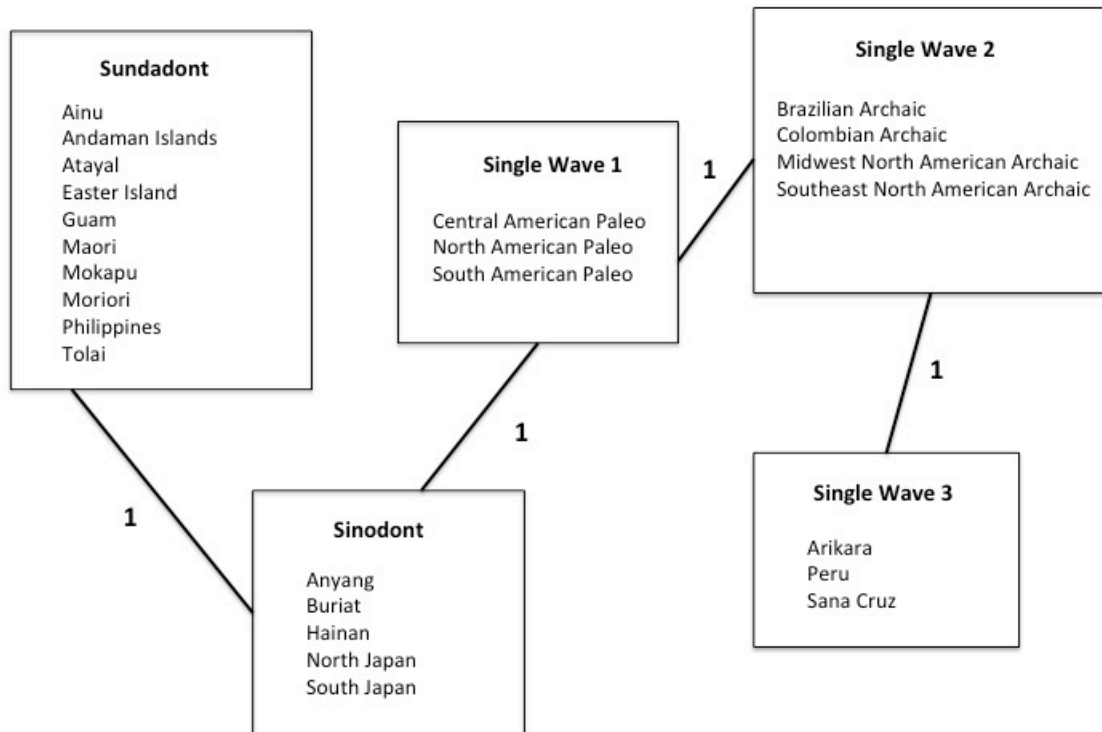 Sundadont
Ainu
Andaman Islands
Atayal
Easter Island
Guam
Maori
Mokapu
Moriori
Philippines
Tolai
1
Sinodont
Anyang
Buriat
Hainan
North Japan
South Japan
1
Single Wave 1
Central American Paleo
North American Paleo
South American Paleo
1
Single Wave 2
Brazilian Archaic
Colombian Archaic
Midwest North American Archaic
Southeast North American Archaic
1
Single Wave 3
Arikara
Peru
Sana Cruz